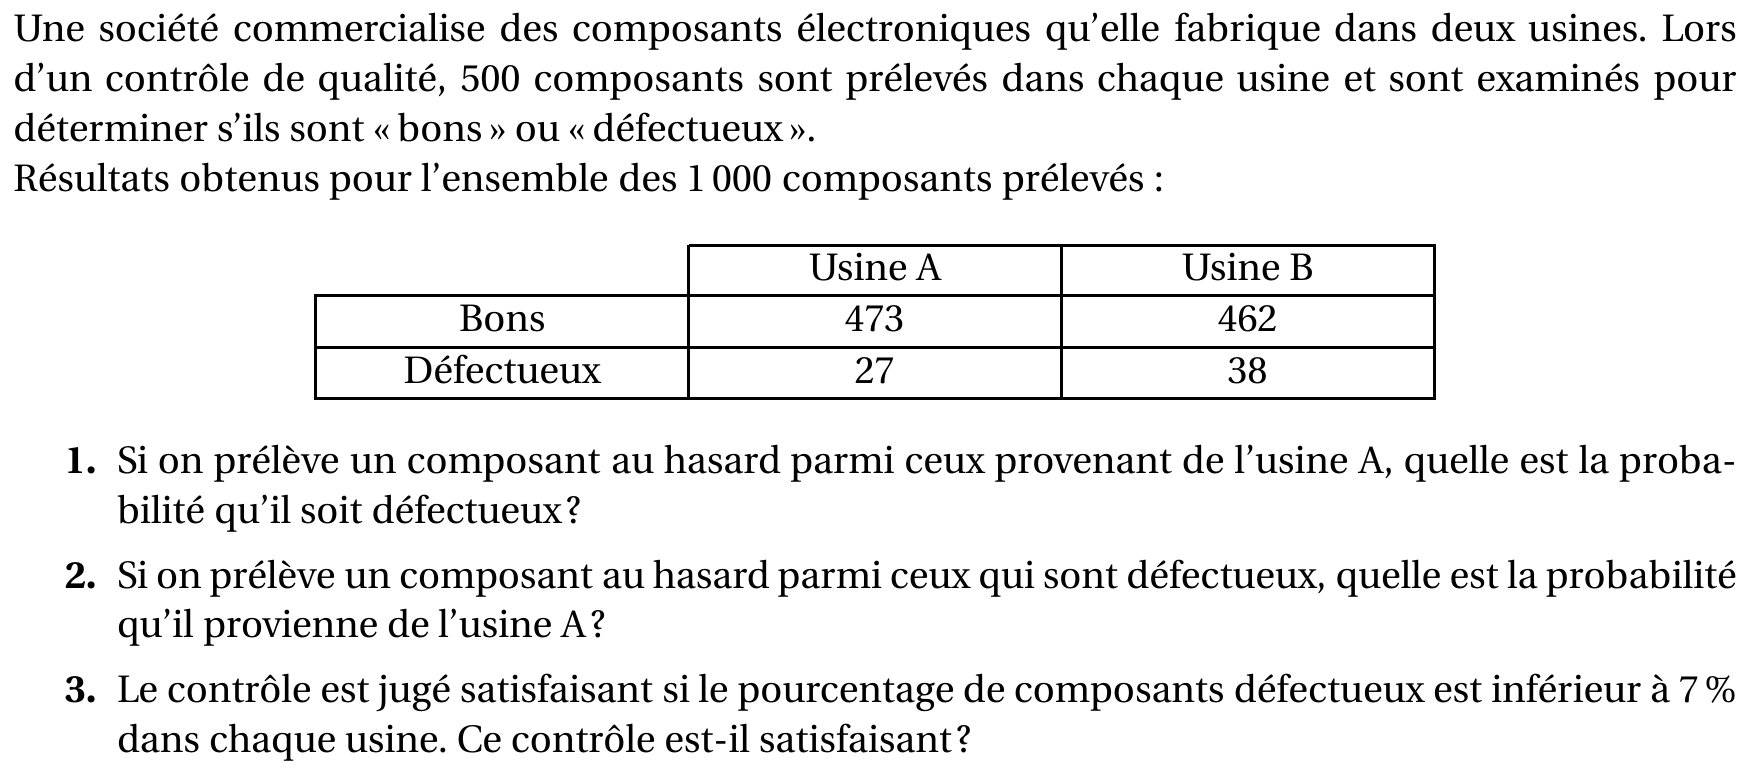 Une société commercialise des composants électroniques qu'elle fabrique dans deux usines. Lors
d'un contrôle de qualité, 500 composants sont prélevés dans chaque usine et sont examinés pour
déterminer s'ils sont « bons » ou « défectueux ».
Résultats obtenus pour l'ensemble des 1 000 composants prélevés :
Usine A Usine B
Bons 473 462
Défectueux 27 38
1. Si on prélève un composant au hasard parmi ceux provenant de l'usine A, quelle est la proba-
bilité qu'il soit défectueux ?
2. Si on prélève un composant au hasard parmi ceux qui sont défectueux, quelle est la probabilité
qu'il provienne de l'usine A ?
3. Le contrôle est jugé satisfaisant si le pourcentage de composants défectueux est inférieur à 7 %
dans chaque usine. Ce contrôle est-il satisfaisant ?